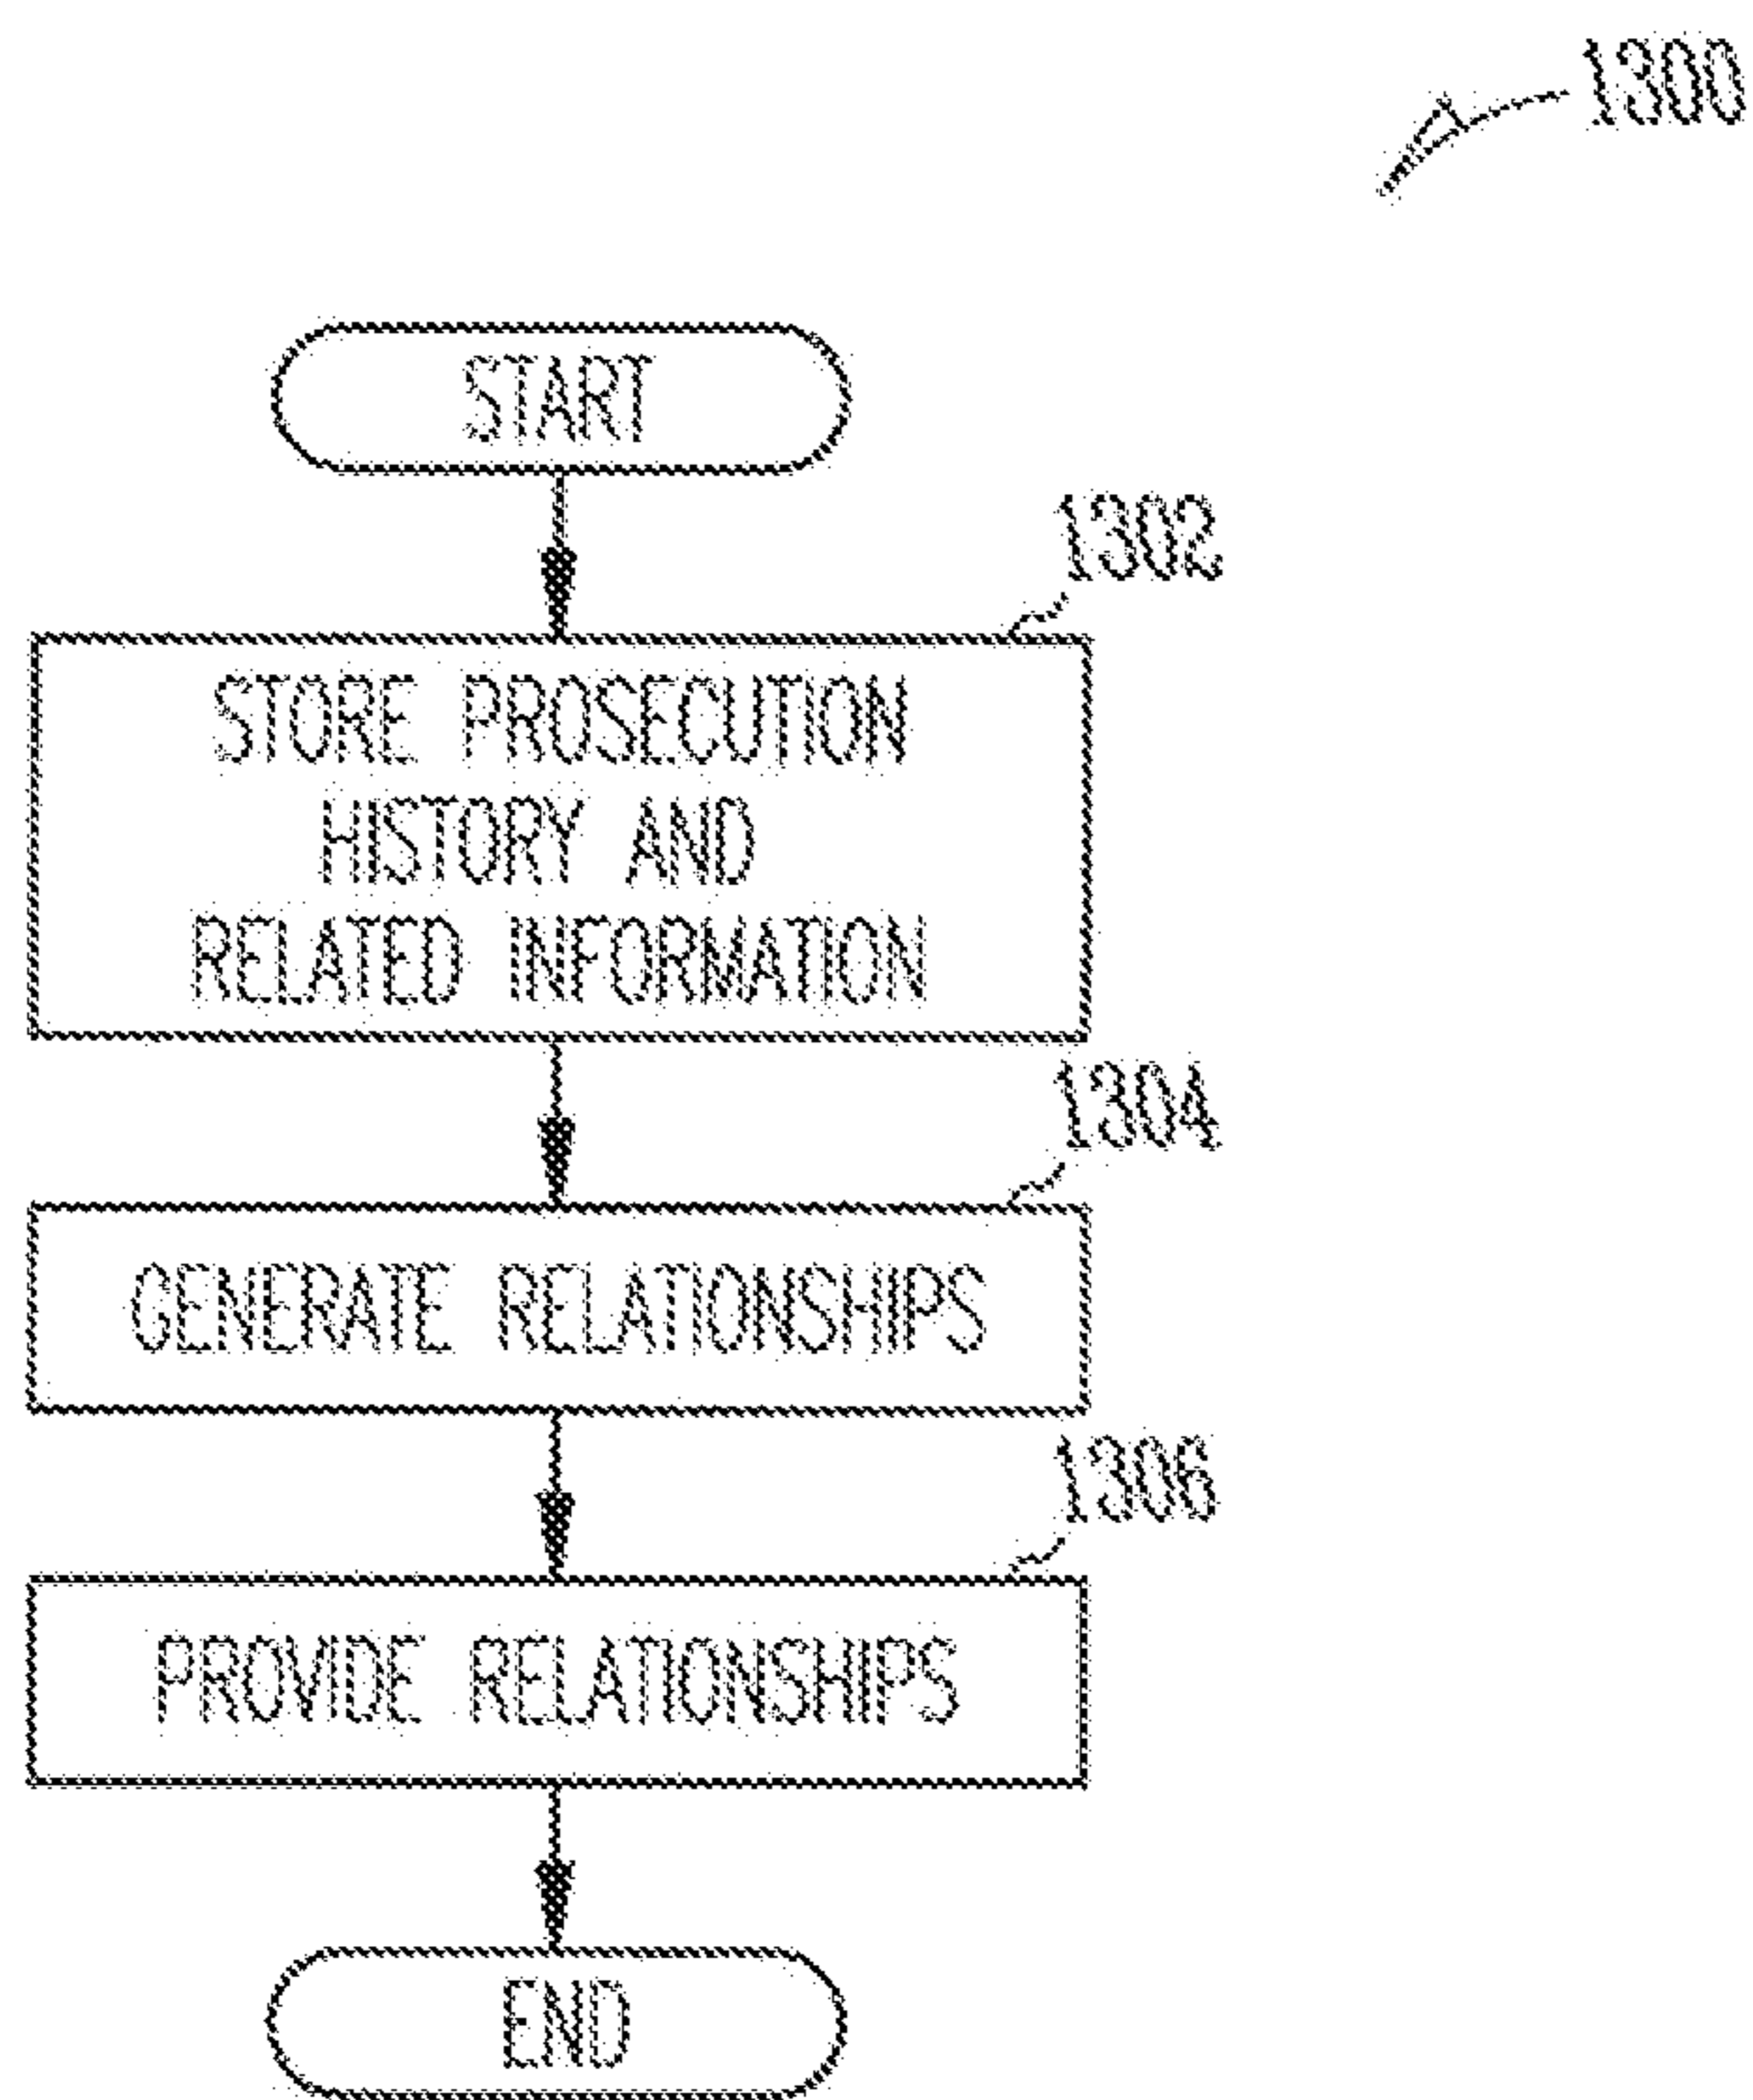 1300
START
1302
STORE PROSECUTION
HISTORY AND
RELATED INFORMATION
1304
GENERATE RELATIONSHIPS
1306
PROVIDE RELATIONSHIPS
END